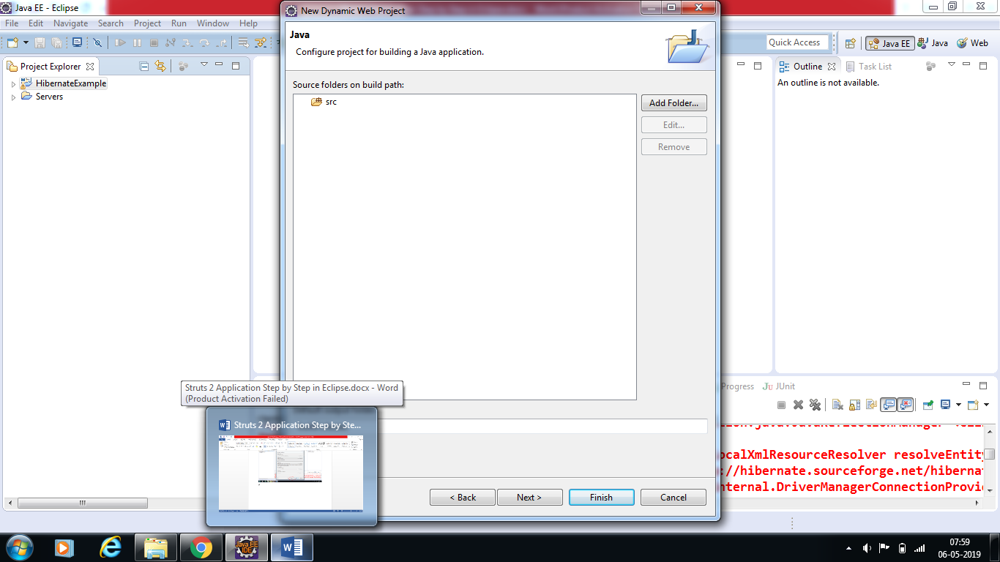 Java EE - Eclipse
New Dynamic Web Project
File Edit Navigate Search Project Run Window Help
Java
Configure project for building a Java application.
Quick Access
Java EE
Java
Web
Project Explorer
HibernateExample
Servers
Source folders on build path:
src
Add Folder...
Edit...
Remove
Outline
Task List
An outline is not available.
Struts 2 Application Step by Step in Eclipse.docx - Word
(Product Activation Failed)
Struts 2 Application Step by Ste...
Progress
JUnit
ocalXmlResourceResolver resolveEntity
://hibernate.sourceforge.net/hibernat
nternal.DriverManagerConnectionProvid
< Back
Next >
Finish
Cancel
Java EE
IDE
07:59
06-05-2019